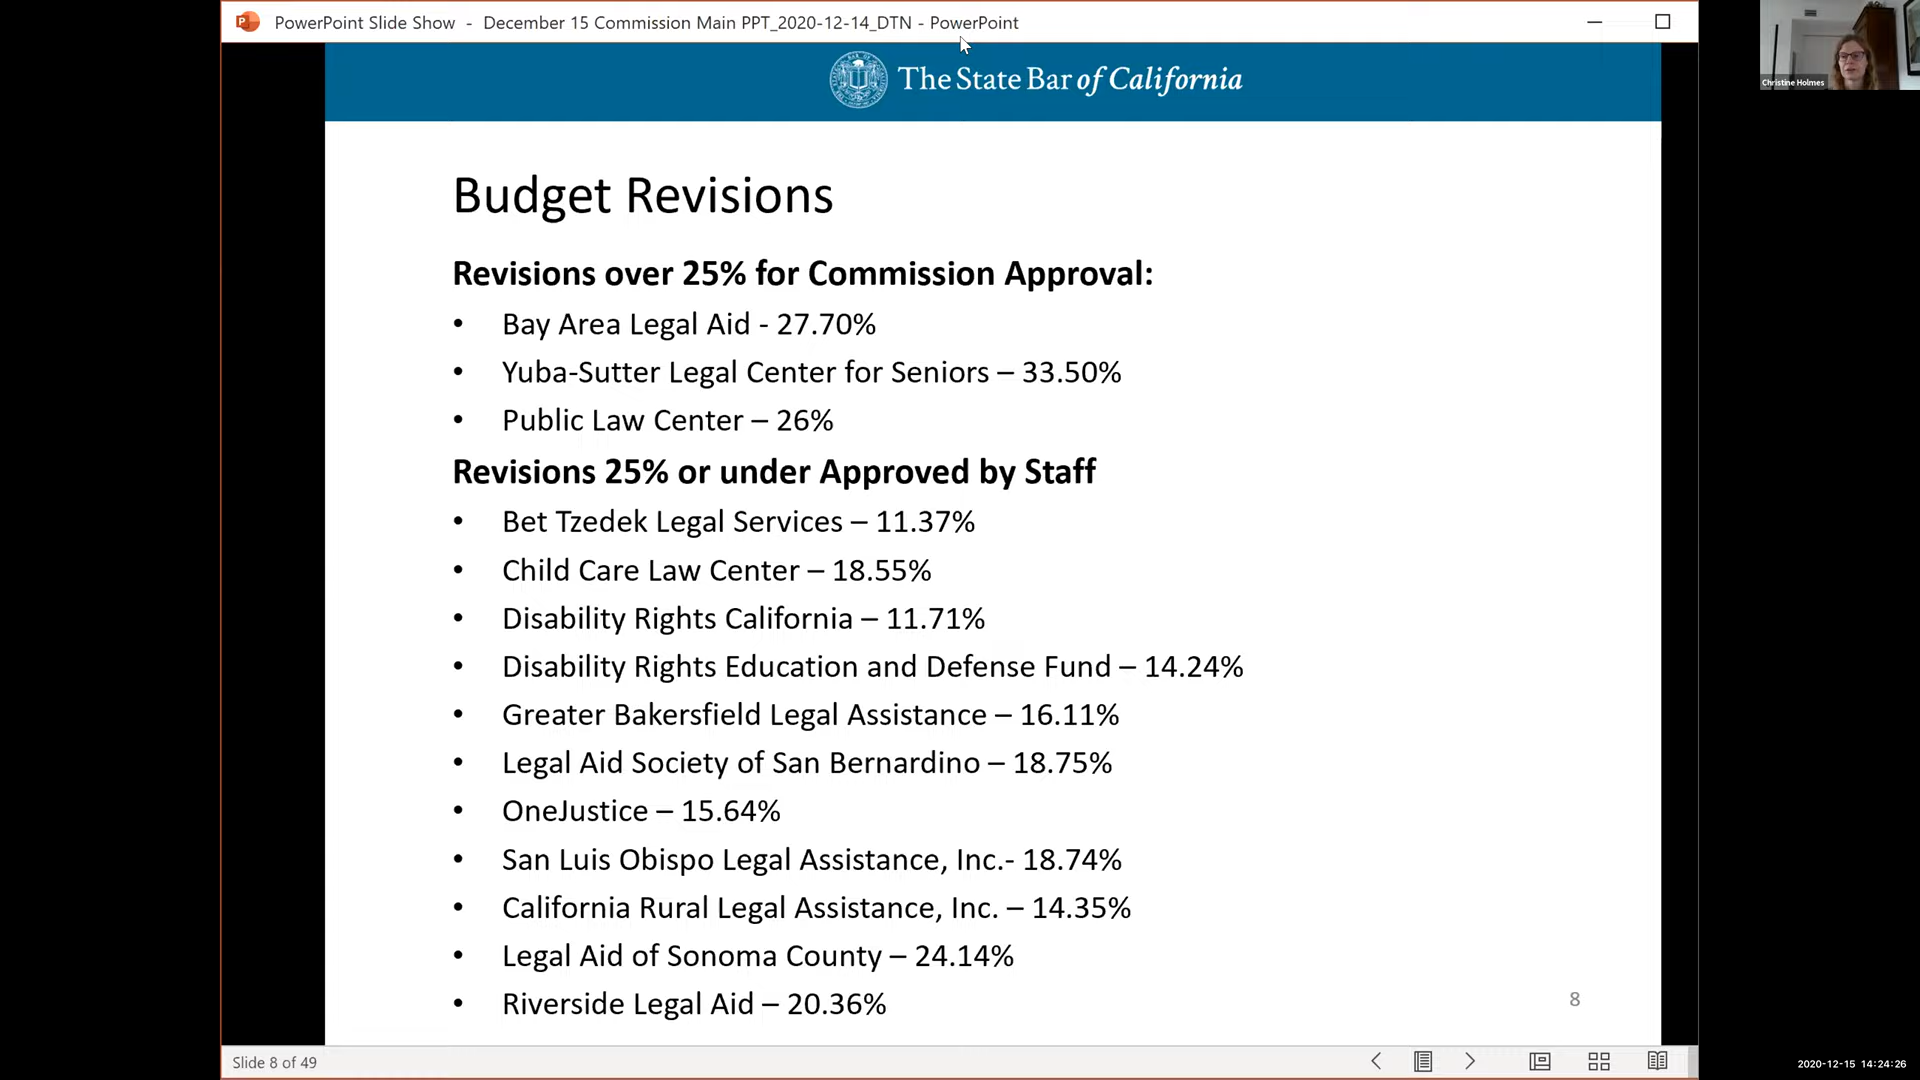 PowerPoint Slide Show - December 15 Commission Main PPT_2020-12-14_DTN - PowerPoint
The State Bar of California
Christine Holmes
Budget Revisions
Revisions over 25% for Commission Approval:
• Bay Area Legal Aid - 27.70%
• Yuba-Sutter Legal Center for Seniors – 33.50%
• Public Law Center – 26%
Revisions 25% or under Approved by Staff
• Bet Tzedek Legal Services – 11.37%
• Child Care Law Center – 18.55%
• Disability Rights California – 11.71%
• Disability Rights Education and Defense Fund – 14.24%
• Greater Bakersfield Legal Assistance – 16.11%
• Legal Aid Society of San Bernardino – 18.75%
• OneJustice – 15.64%
• San Luis Obispo Legal Assistance, Inc.- 18.74%
• California Rural Legal Assistance, Inc. – 14.35%
• Legal Aid of Sonoma County – 24.14%
• Riverside Legal Aid – 20.36%
8
Slide 8 of 49
2020-12-15 14:24:26